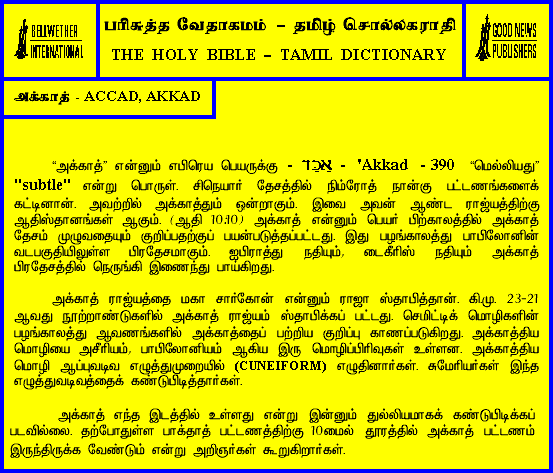 BELLWETHER
INTERNATIONAL
பரிசுத்த வேதாகமம் – தமிழ் சொல்லகராதி
THE HOLY BIBLE – TAMIL DICTIONARY
GOOD NEWS
PUBLISHERS
அக்காத் - ACCAD, AKKAD
“அக்காத்” என்னும் எபிரெய பெயருக்கு - אַכַּד - 'Akkad - 390 “மெல்லியது”
"subtle" என்று பொருள். சிநெயார் தேசத்தில் நிம்ரோத் நான்கு பட்டணங்களைக்
கட்டினான். அவற்றில் அக்காத்தும் ஒன்றாகும். இவை அவன் ஆண்ட ராஜ்யத்திற்கு
ஆதிஸ்தானங்கள் ஆகும். (ஆதி 10:10) அக்காத் என்னும் பெயர் பிற்காலத்தில் அக்காத்
தேசம் முழுவதையும் குறிப்பதற்குப் பயன்படுத்தப்பட்டது. இது பழங்காலத்து பாபிலோனின்
வடபகுதியிலுள்ள பிரதேசமாகும். ஐபிராத்து நதியும், டைகீரிஸ் நதியும் அக்காத்
பிரதேசத்தில் நெருங்கி இணைந்து பாய்கிறது.
அக்காத் ராஜ்யத்தை மகா சார்கோன் என்னும் ராஜா ஸ்தாபித்தான். கி.மு. 23-21
ஆவது நூற்றாண்டுகளில் அக்காத் ராஜ்யம் ஸ்தாபிக்கப் பட்டது. செமிட்டிக் மொழிகளின்
பழங்காலத்து ஆவணங்களில் அக்காத்தைப் பற்றிய குறிப்பு காணப்படுகிறது. அக்காத்திய
மொழியை அசீரியம், பாபிலோனியம் ஆகிய இரு மொழிப்பிரிவுகள் உள்ளன. அக்காத்திய
மொழி ஆப்புவடிவ எழுத்துமுறையில் (CUNEIFORM) எழுதினார்கள். சுமேரியர்கள் இந்த
எழுத்துவடிவத்தைக் கண்டுபிடித்தார்கள்.
அக்காத் எந்த இடத்தில் உள்ளது என்று இன்னும் துல்லியமாகக் கண்டுபிடிக்கப்
படவில்லை. தற்போதுள்ள பாக்தாத் பட்டணத்திற்கு 10மைல் தூரத்தில் அக்காத் பட்டணம்
இருந்திருக்க வேண்டும் என்று அறிஞர்கள் கூறுகிறார்கள்.